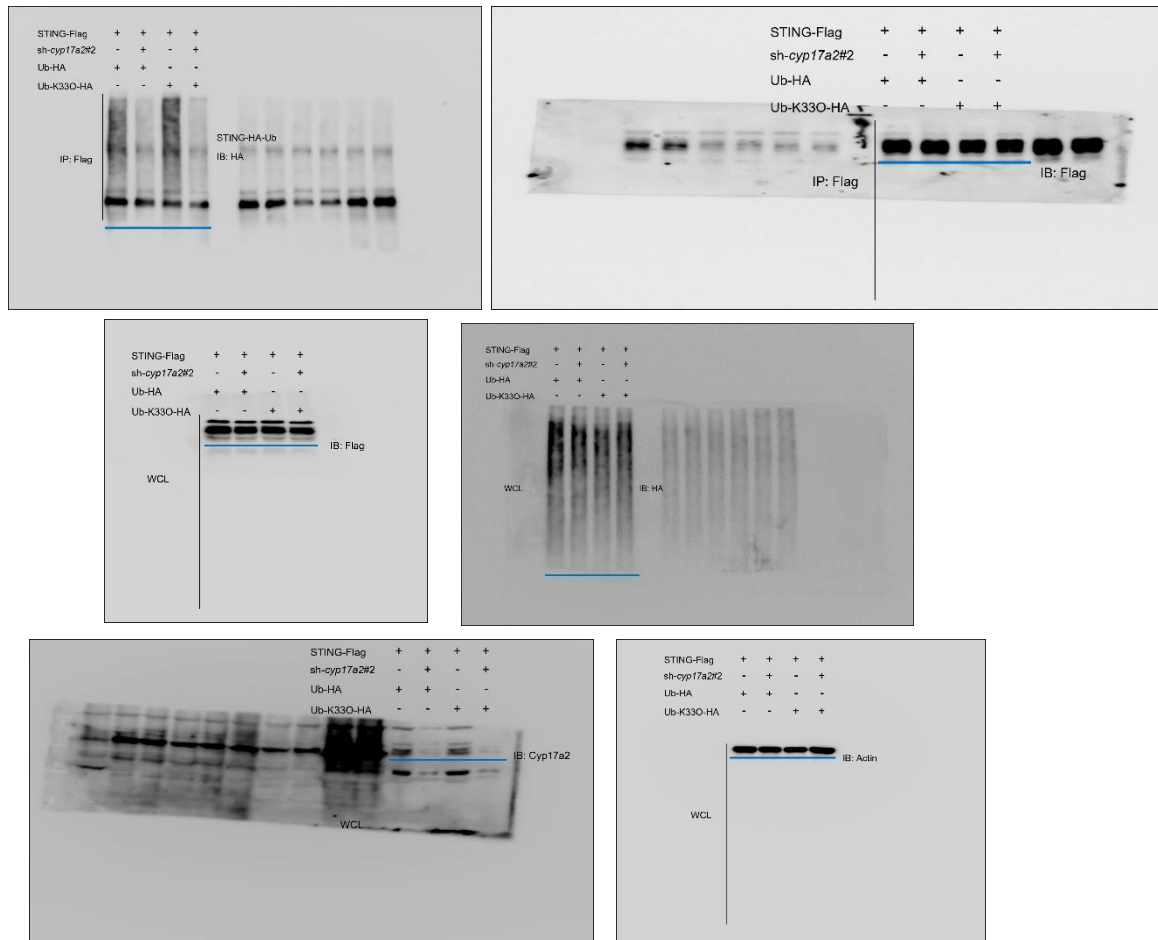 STING-Flag + + + +
sh-cyp17a2#2 - + - +
Ub-HA + + - -
Ub-K33O-HA - - + +
STING-HA-Ub
IP: Flag
IB: HA
STING-Flag + + + +
sh-cyp17a2#2 - + - +
Ub-HA + + - -
Ub-K33O-HA - - + +
IP: Flag
IB: Flag
STING-Flag + + + +
sh-cyp17a2#2 - + - +
Ub-HA + + - -
Ub-K33O-HA - - + +
IB: Flag
WCL
STING-Flag + + + +
sh-cyp17a2#2 - + - +
Ub-HA + + - -
Ub-K33O-HA - - + +
WCL
IB: HA
STING-Flag + + + +
sh-cyp17a2#2 - + - +
Ub-HA + + - -
Ub-K33O-HA - - + +
IB: Cyp17a2
WCL
STING-Flag + + + +
sh-cyp17a2#2 - + - +
Ub-HA + + - -
Ub-K33O-HA - - + +
IB: Actin
WCL